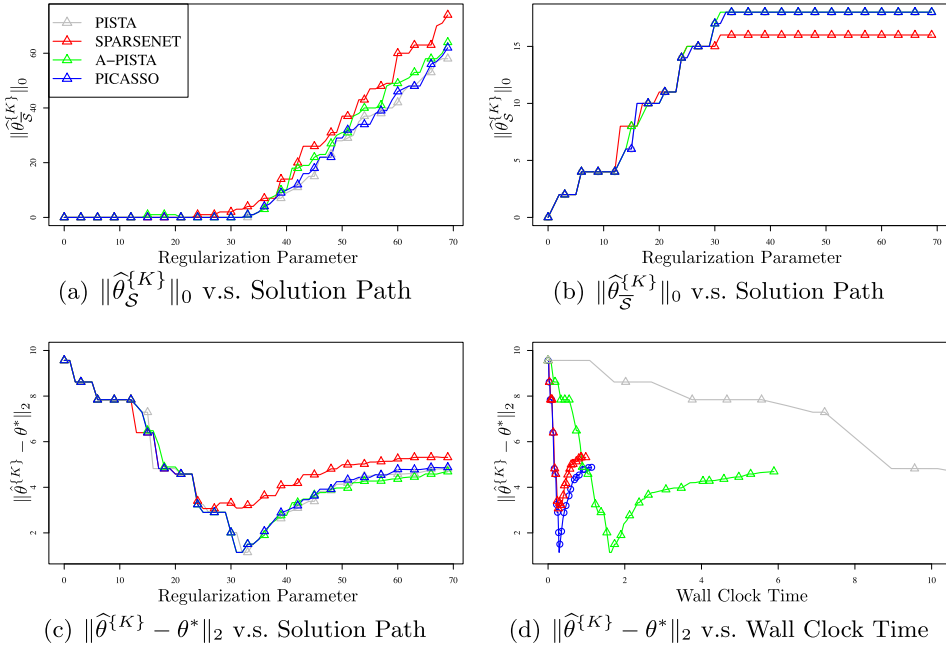 PISTA
SPARSENET
A−PISTA
PICASSO
‖θ̂_S̄^{K}‖₀
0 20 40 60
0 10 20 30 40 50 60 70
Regularization Parameter
(a) ‖θ̂_S^{K}‖₀ v.s. Solution Path
‖θ̂_S^{K}‖₀
0 5 10 15
0 10 20 30 40 50 60 70
Regularization Parameter
(b) ‖θ̂_S̄^{K}‖₀ v.s. Solution Path
‖θ̂^{K} − θ*‖₂
2 4 6 8 10
0 10 20 30 40 50 60 70
Regularization Parameter
(c) ‖θ̂^{K} − θ*‖₂ v.s. Solution Path
‖θ̂^{K} − θ*‖₂
2 4 6 8 10
0 2 4 6 8 10
Wall Clock Time
(d) ‖θ̂^{K} − θ*‖₂ v.s. Wall Clock Time